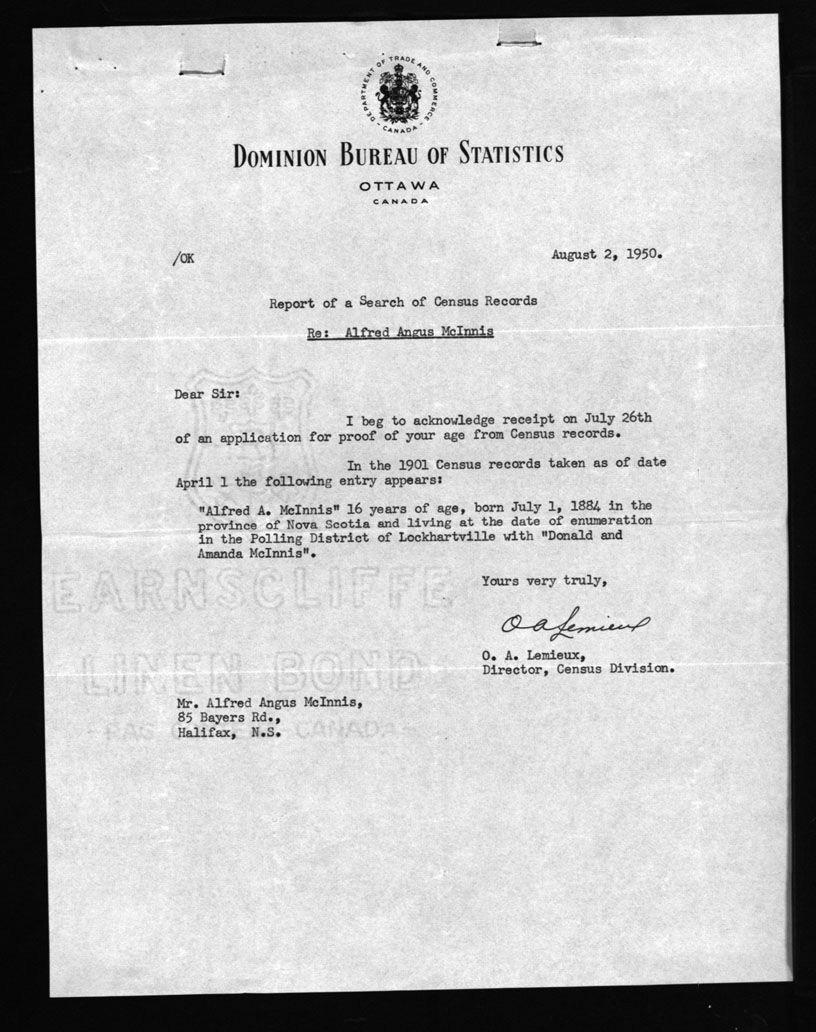 DEPARTMENT OF TRADE AND COMMERCE
- CANADA -
DOMINION BUREAU OF STATISTICS
OTTAWA
CANADA
/OK
August 2, 1950.
Report of a Search of Census Records
Re: Alfred Angus McInnis
Dear Sir:
I beg to acknowledge receipt on July 26th
of an application for proof of your age from Census records.
In the 1901 Census records taken as of date
April 1 the following entry appears:
"Alfred A. McInnis" 16 years of age, born July 1, 1884 in the
province of Nova Scotia and living at the date of enumeration
in the Polling District of Lockhartville with "Donald and
Amanda McInnis".
EARNSCLIFFE
Yours very truly,
O A Lemieux
O. A. Lemieux,
Director, Census Division.
LINEN BOND
Mr. Alfred Angus McInnis,
85 Bayers Rd.,
Halifax, N.S.
- RAG CANADA -